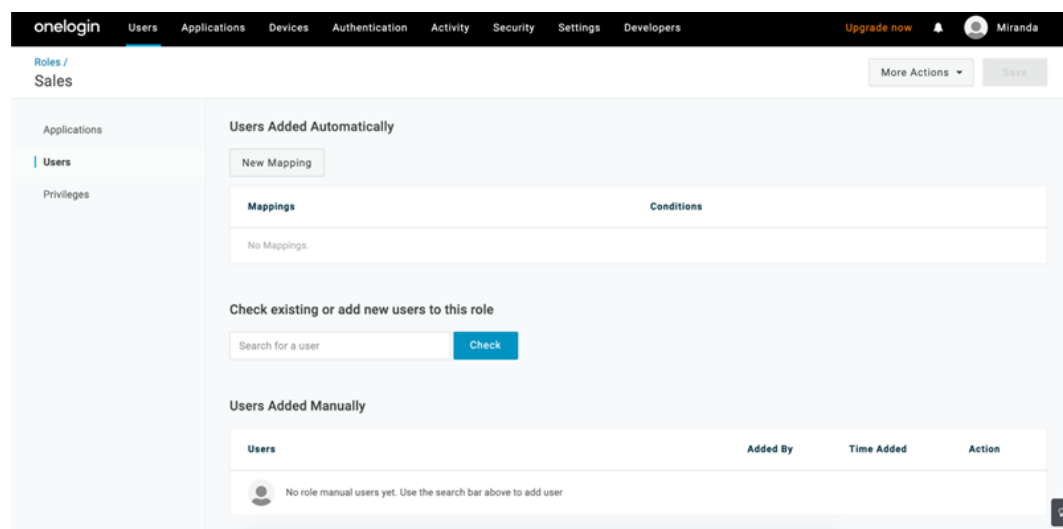 onelogin Users Applications Devices Authentication Activity Security Settings Developers Upgrade now Miranda
Roles /
Sales
More Actions Save
Applications
Users
Privileges
Users Added Automatically
New Mapping
Mappings Conditions
No Mappings.
Check existing or add new users to this role
Search for a user Check
Users Added Manually
Users Added By Time Added Action
No role manual users yet. Use the search bar above to add user